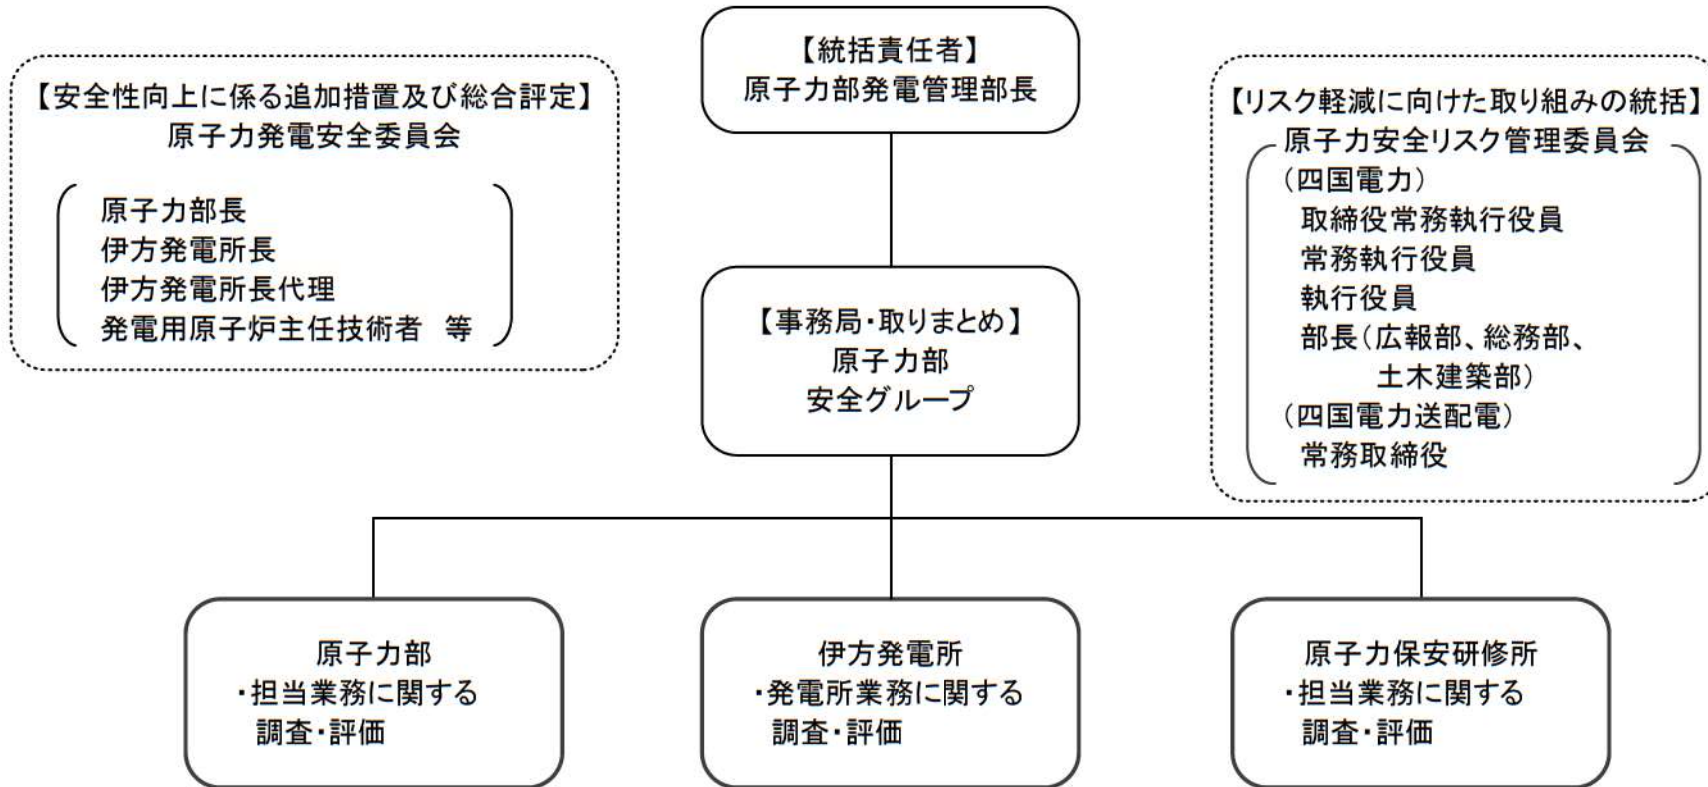 【統括責任者】
原子力部発電管理部長
【安全性向上に係る追加措置及び総合評定】
原子力発電安全委員会
原子力部長
伊方発電所長
伊方発電所長代理
発電用原子炉主任技術者　等
【リスク軽減に向けた取り組みの統括】
原子力安全リスク管理委員会
（四国電力）
取締役常務執行役員
常務執行役員
執行役員
部長（広報部、総務部、
土木建築部）
（四国電力送配電）
常務取締役
【事務局・取りまとめ】
原子力部
安全グループ
原子力部
・担当業務に関する
調査・評価
伊方発電所
・発電所業務に関する
調査・評価
原子力保安研修所
・担当業務に関する
調査・評価